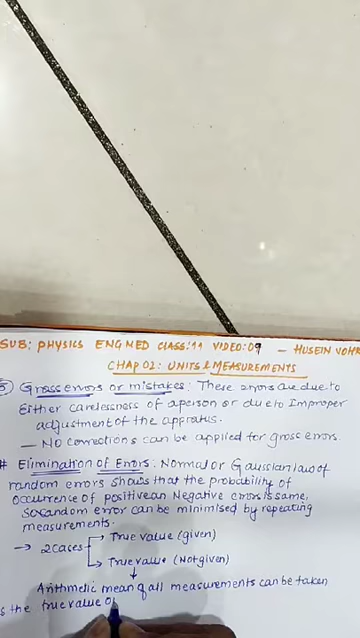 SUB: PHYSICS ENG MED CLASS:11 VIDEO:09 - HUSEIN VOHR
CHAP 02: UNITS & MEASUREMENTS
5 Gross errors or mistakes: These errors are due to
Either carelessness of a person or due to Improper
adjustment of the appratus.
— No corrections can be applied for gross errors.
# Elimination of Errors: Normal or Gaussian law of
random errors shows that the probability of
occurrence of positive an Negative errors is same,
so random error can be minimised by repeating
measurements.
→ 2 cases → True value (given)
→ True value (Not given)
Arithmetic mean of all measurements can be taken
s the true value o